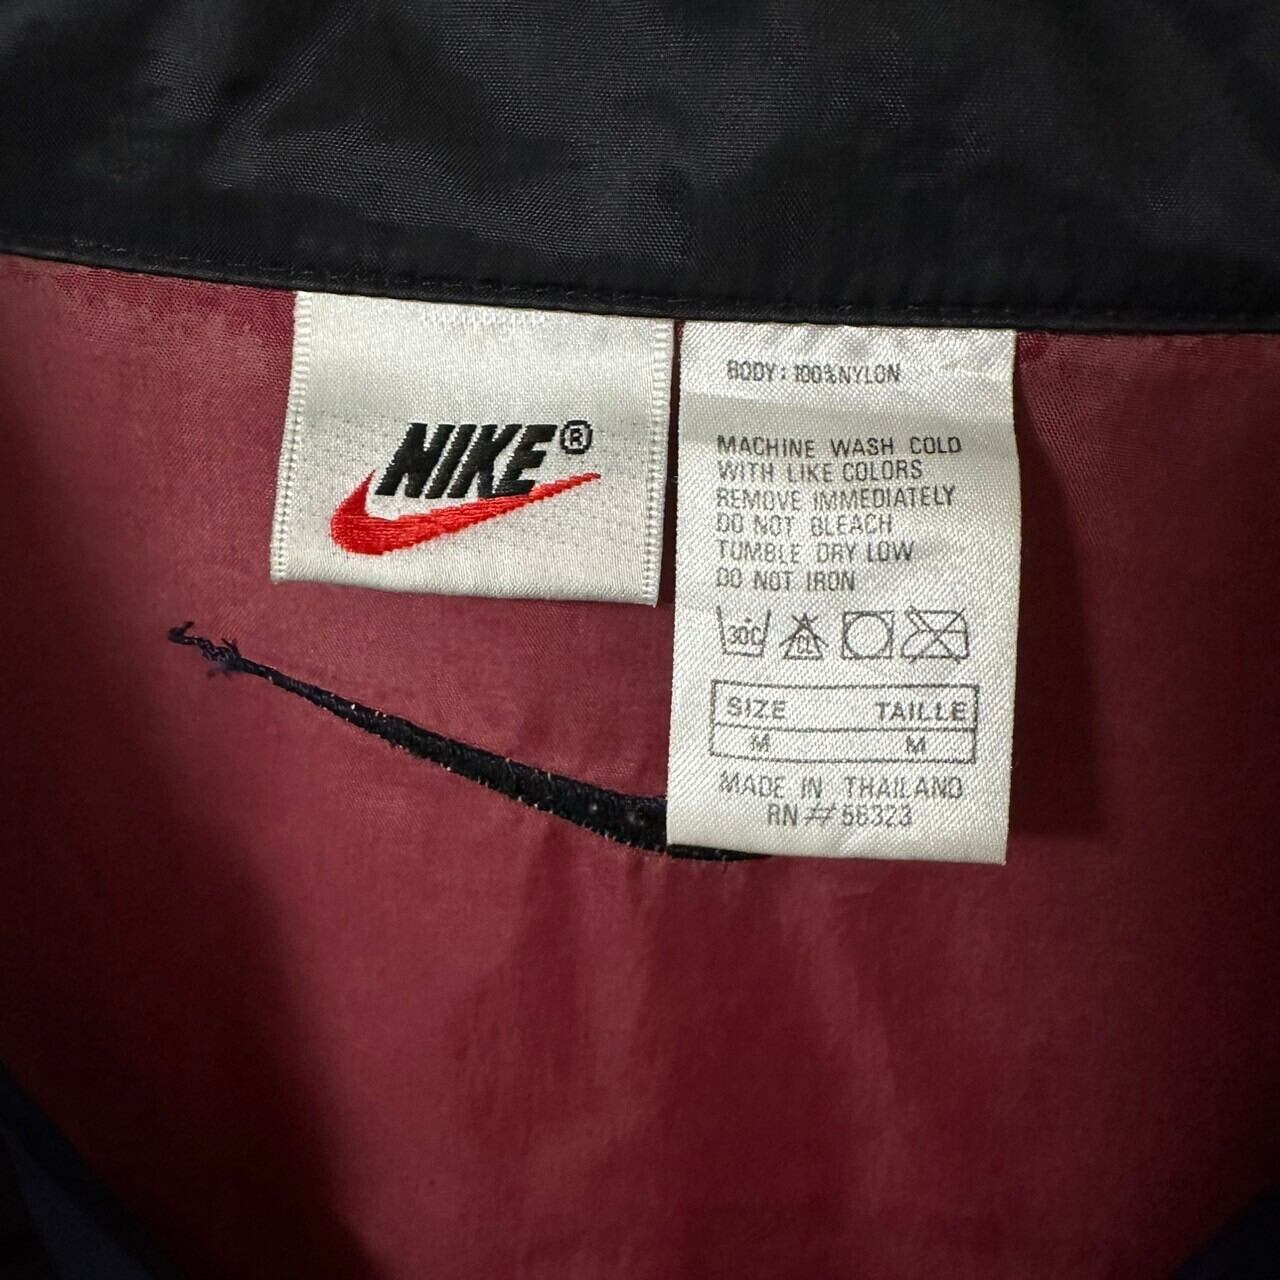 NIKE®
BODY: 100%NYLON
MACHINE WASH COLD
WITH LIKE COLORS
REMOVE IMMEDIATELY
DO NOT BLEACH
TUMBLE DRY LOW
DO NOT IRON
30°C CL
SIZE TAILLE
M M
MADE IN THAILAND
RN # 56323